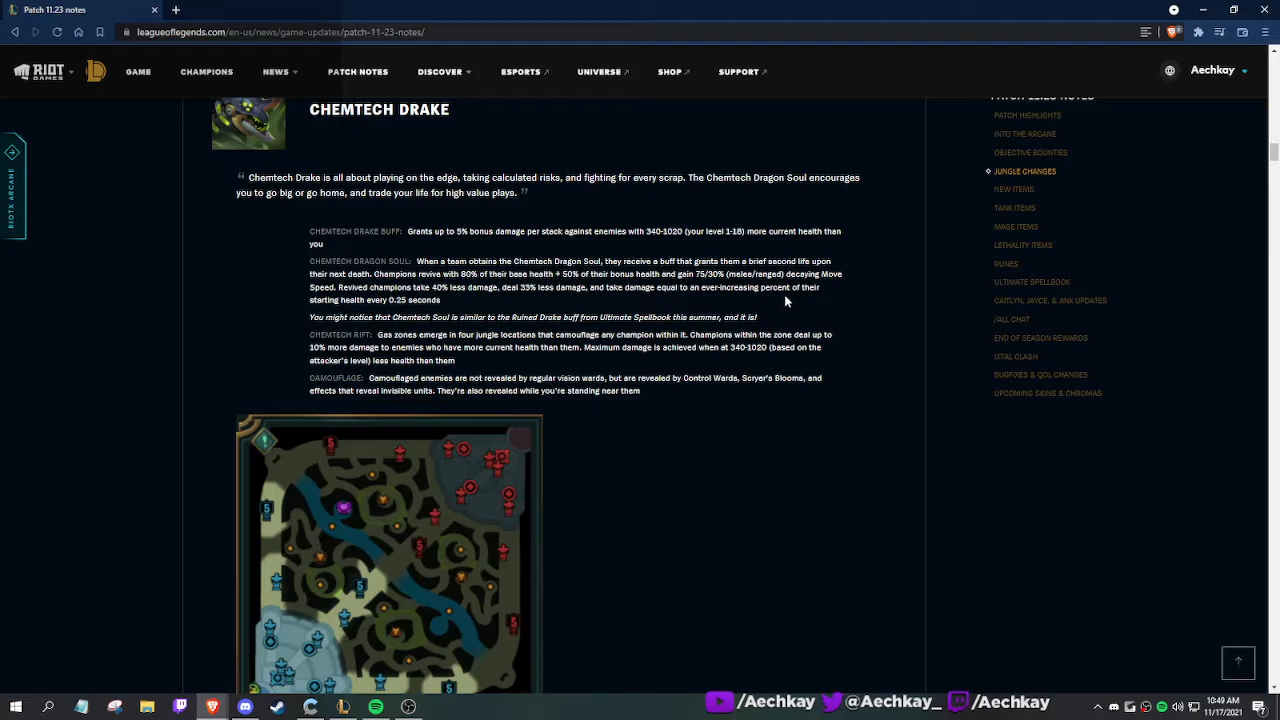 Patch 11.23 notes
leagueoflegends.com/en-us/news/game-updates/patch-11-23-notes/
RIOT GAMES
GAME
CHAMPIONS
NEWS
PATCH NOTES
DISCOVER
ESPORTS
UNIVERSE
SHOP
SUPPORT
Aechkay
RIOTX ARCANE
CHEMTECH DRAKE
“ Chemtech Drake is all about playing on the edge, taking calculated risks, and fighting for every scrap. The Chemtech Dragon Soul encourages
you to go big or go home, and trade your life for high value plays. ”
CHEMTECH DRAKE BUFF: Grants up to 5% bonus damage per stack against enemies with 340-1020 (your level 1-18) more current health than
you
CHEMTECH DRAGON SOUL: When a team obtains the Chemtech Dragon Soul, they receive a buff that grants them a brief second life upon
their next death. Champions revive with 80% of their base health + 50% of their bonus health and gain 75/30% (melee/ranged) decaying Move
Speed. Revived champions take 40% less damage, deal 33% less damage, and take damage equal to an ever-increasing percent of their
starting health every 0.25 seconds
You might notice that Chemtech Soul is similar to the Ruined Drake buff from Ultimate Spellbook this summer, and it is!
CHEMTECH RIFT: Gas zones emerge in four jungle locations that camouflage any champion within it. Champions within the zone deal up to
10% more damage to enemies who have more current health than them. Maximum damage is achieved when at 340-1020 (based on the
attacker's level) less health than them
CAMOUFLAGE: Camouflaged enemies are not revealed by regular vision wards, but are revealed by Control Wards, Scryer's Blooms, and
effects that reveal invisible units. They're also revealed while you're standing near them
5
5
5
5
5
5
PATCH 11.23 NOTES
PATCH HIGHLIGHTS
INTO THE ARCANE
OBJECTIVE BOUNTIES
JUNGLE CHANGES
NEW ITEMS
TANK ITEMS
MAGE ITEMS
LETHALITY ITEMS
RUNES
ULTIMATE SPELLBOOK
CAITLYN, JAYCE, & JINX UPDATES
/ALL CHAT
END OF SEASON REWARDS
IXTAL CLASH
BUGFIXES & QOL CHANGES
UPCOMING SKINS & CHROMAS
/Aechkay
@Aechkay_
/Aechkay
10:49 AM
11/17/2021